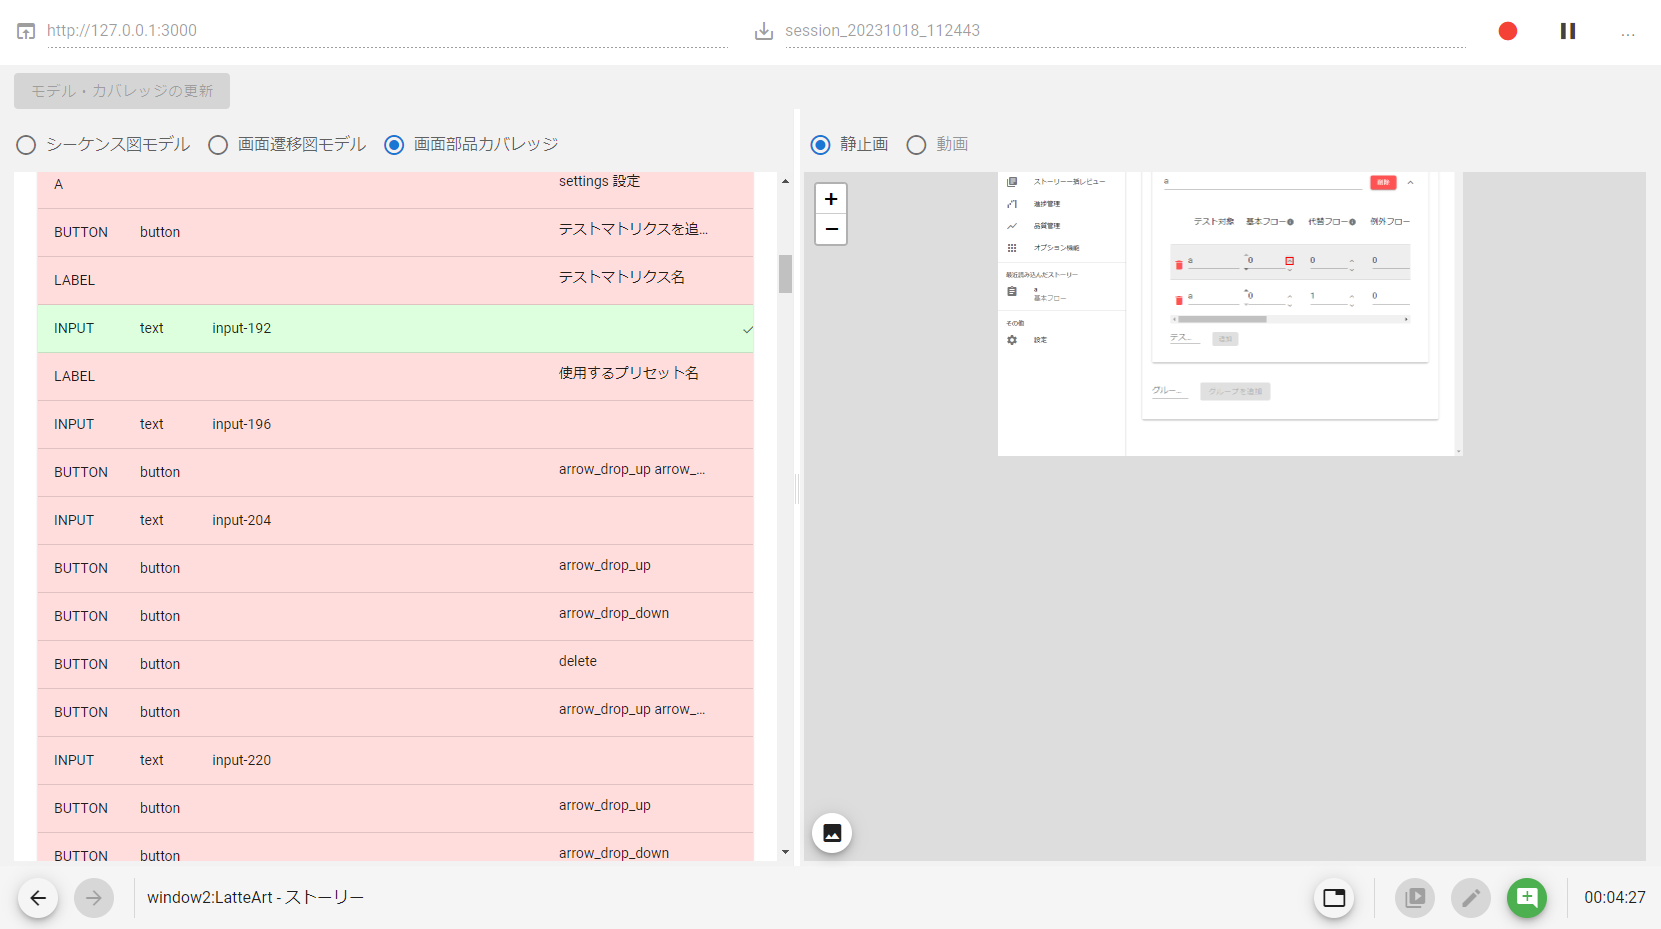 http://127.0.0.1:3000
session_20231018_112443
...
モデル・カバレッジの更新
シーケンス図モデル
画面遷移図モデル
画面部品カバレッジ
静止画
動画
A settings 設定
BUTTON button テストマトリクスを追...
LABEL テストマトリクス名
INPUT text input-192
LABEL 使用するプリセット名
INPUT text input-196
BUTTON button arrow_drop_up arrow_...
INPUT text input-204
BUTTON button arrow_drop_up
BUTTON button arrow_drop_down
BUTTON button delete
BUTTON button arrow_drop_up arrow_...
INPUT text input-220
BUTTON button arrow_drop_up
BUTTON button arrow_drop_down
+
−
ストーリー一括レビュー
進捗管理
品質管理
オプション機能
最近読み込んだストーリー
a
基本フロー
その他
設定
a 削除
テスト対象 基本フロー 代替フロー 例外フロー
a 0 0 0
a 0 1 0
テス... 追加
グルー... グループを追加
window2:LatteArt - ストーリー
00:04:27